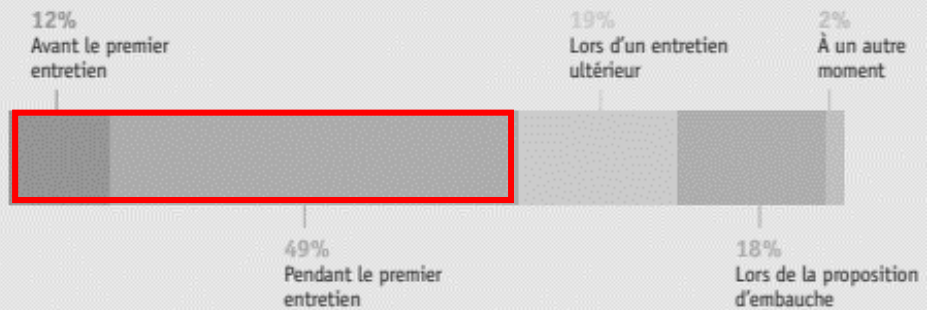 12%
Avant le premier
entretien
19%
Lors d'un entretien
ultérieur
2%
À un autre
moment
49%
Pendant le premier
entretien
18%
Lors de la proposition
d'embauche